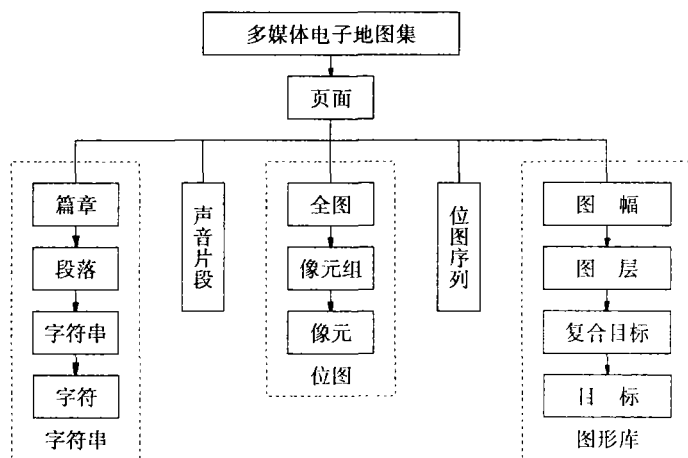 多媒体电子地图集
页面
篇章
段落
字符串
字符
字符串
声音片段
全图
像元组
像元
位图
位图序列
图 幅
图 层
复合目标
目 标
图形库